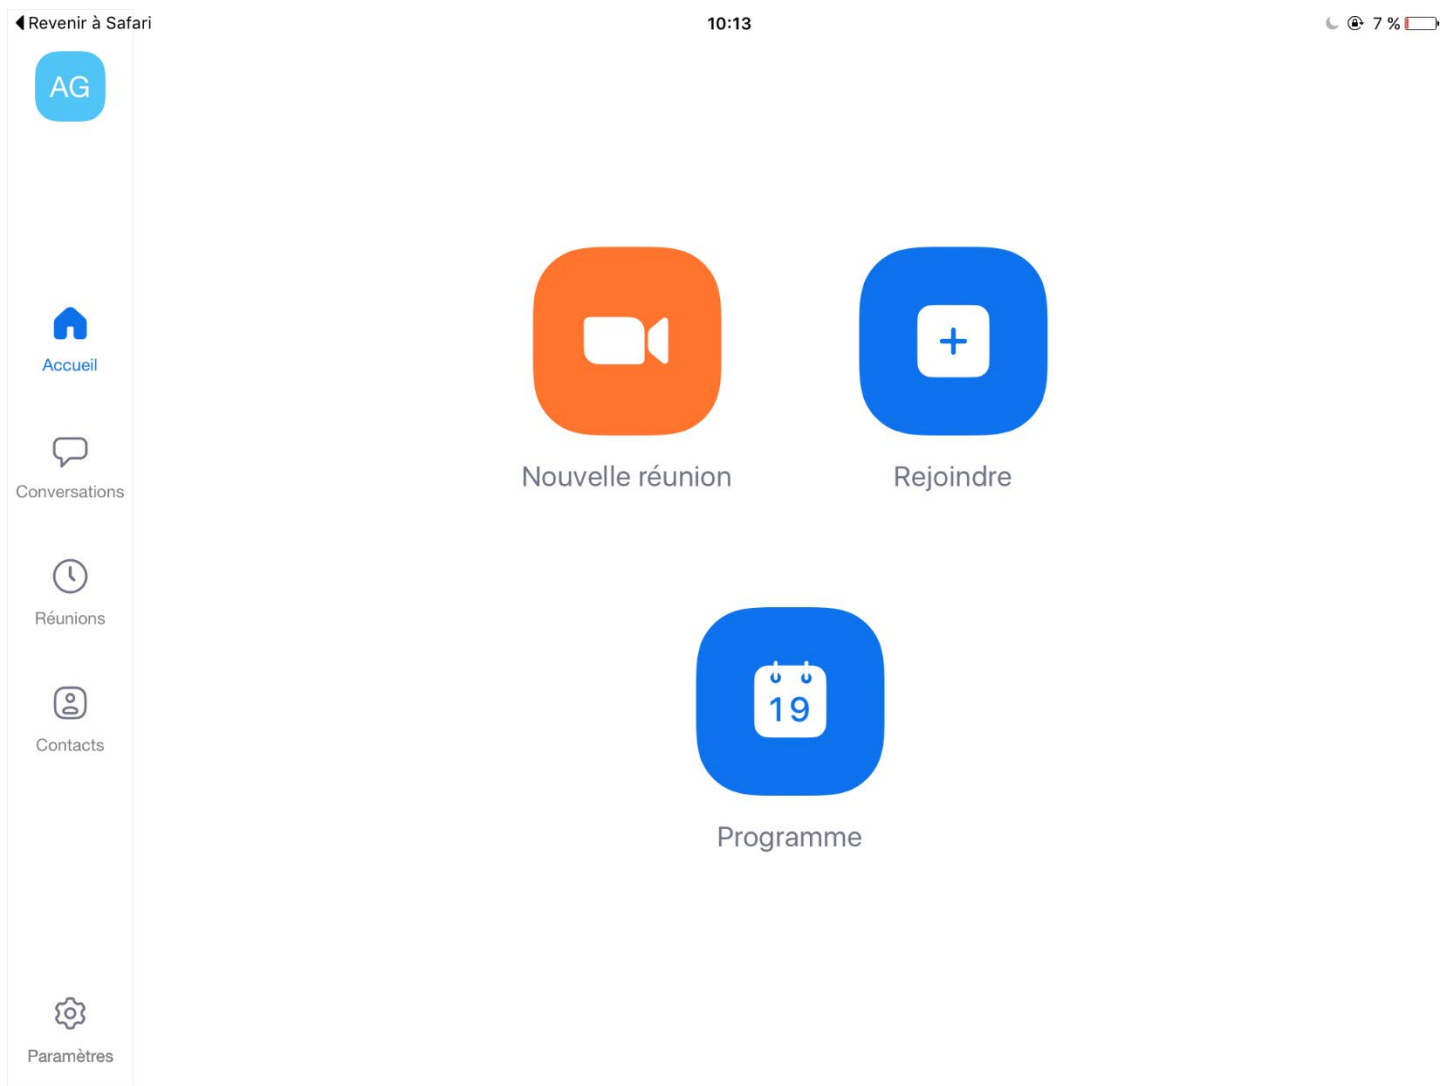 Revenir à Safari
10:13
7 %
AG
Accueil
Conversations
Réunions
Contacts
Paramètres
Nouvelle réunion
Rejoindre
19
Programme